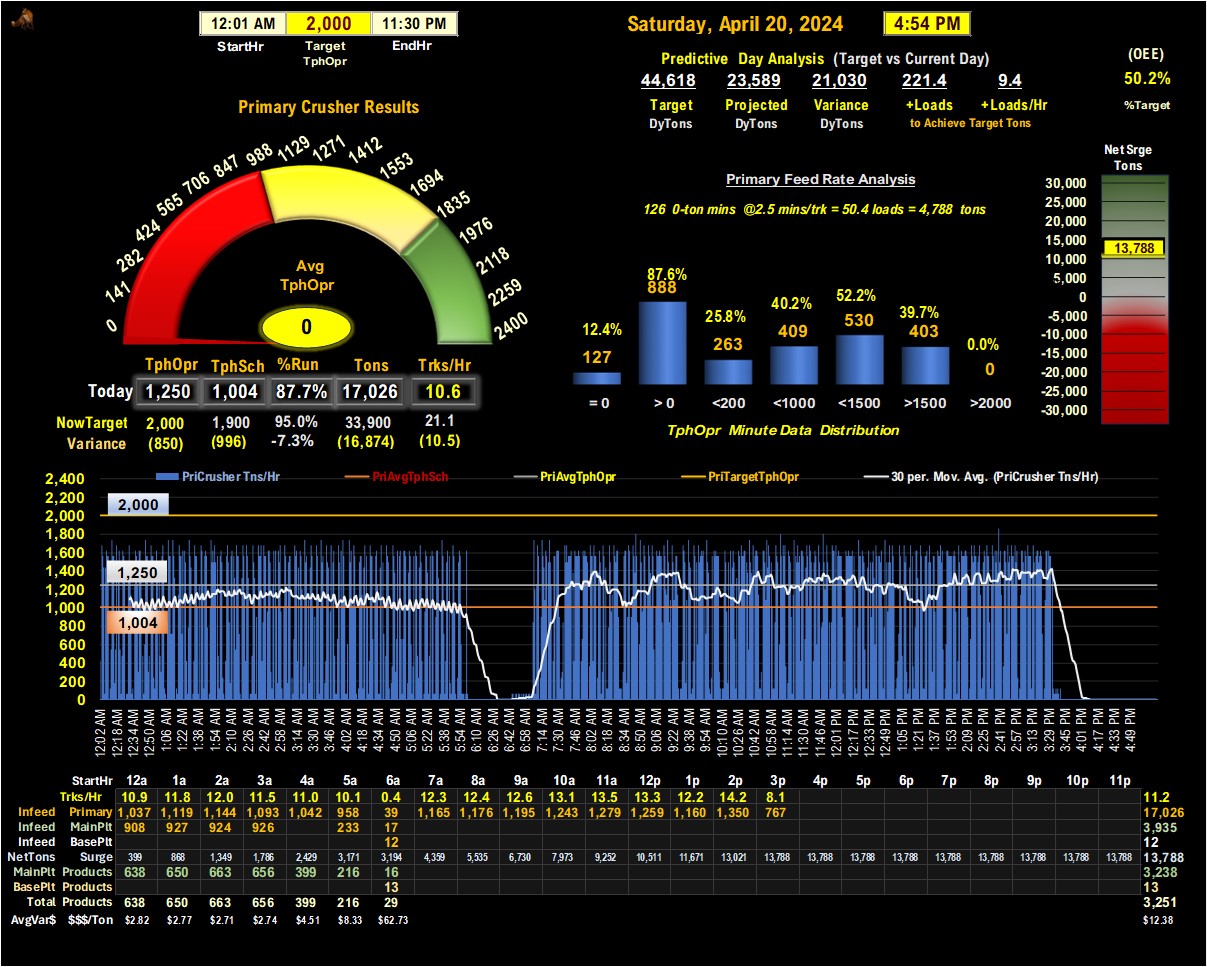 12:01 AM 2,000 11:30 PM
StartHr Target TphOpr EndHr
Saturday, April 20, 2024 4:54 PM
Predictive Day Analysis (Target vs Current Day)
44,618 23,589 21,030 221.4 9.4
Target Projected Variance +Loads +Loads/Hr
DyTons DyTons DyTons to Achieve Target Tons
(OEE)
50.2%
%Target
Primary Crusher Results
0 141 282 424 565 706 847 988 1129 1271 1412 1553 1694 1835 1976 2118 2259 2400
Avg
TphOpr
0
TphOpr TphSch %Run Tons Trks/Hr
Today 1,250 1,004 87.7% 17,026 10.6
NowTarget 2,000 1,900 95.0% 33,900 21.1
Variance (850) (996) -7.3% (16,874) (10.5)
Primary Feed Rate Analysis
126 0-ton mins @2.5 mins/trk = 50.4 loads = 4,788 tons
12.4% 87.6% 25.8% 40.2% 52.2% 39.7% 0.0%
127 888 263 409 530 403 0
= 0 > 0 <200 <1000 <1500 >1500 >2000
TphOpr Minute Data Distribution
Net Srge
Tons
30,000
25,000
20,000
15,000
13,788
10,000
5,000
0
-5,000
-10,000
-15,000
-20,000
-25,000
-30,000
PriCrusher Tns/Hr PriAvgTphSch PriAvgTphOpr PriTargetTphOpr 30 per. Mov. Avg. (PriCrusher Tns/Hr)
2,400
2,200
2,000
1,800
1,600
1,400
1,200
1,000
800
600
400
200
0
2,000
1,250
1,004
12:02 AM 12:18 AM 12:34 AM 12:50 AM 1:06 AM 1:22 AM 1:38 AM 1:54 AM 2:10 AM 2:26 AM 2:42 AM 2:58 AM 3:14 AM 3:30 AM 3:46 AM 4:02 AM 4:18 AM 4:34 AM 4:50 AM 5:06 AM 5:22 AM 5:38 AM 5:54 AM 6:10 AM 6:26 AM 6:42 AM 6:58 AM 7:14 AM 7:30 AM 7:46 AM 8:02 AM 8:18 AM 8:34 AM 8:50 AM 9:06 AM 9:22 AM 9:38 AM 9:54 AM 10:10 AM 10:26 AM 10:42 AM 10:58 AM 11:14 AM 11:30 AM 11:46 AM 12:01 PM 12:17 PM 12:33 PM 12:49 PM 1:05 PM 1:21 PM 1:37 PM 1:53 PM 2:09 PM 2:25 PM 2:41 PM 2:57 PM 3:13 PM 3:29 PM 3:45 PM 4:01 PM 4:17 PM 4:33 PM 4:49 PM
StartHr 12a 1a 2a 3a 4a 5a 6a 7a 8a 9a 10a 11a 12p 1p 2p 3p 4p 5p 6p 7p 8p 9p 10p 11p
Trks/Hr 10.9 11.8 12.0 11.5 11.0 10.1 0.4 12.3 12.4 12.6 13.1 13.5 13.3 12.2 14.2 8.1 11.2
Infeed Primary 1,037 1,119 1,144 1,093 1,042 958 39 1,165 1,176 1,195 1,243 1,279 1,259 1,160 1,350 767 17,026
Infeed MainPlt 908 927 924 926 233 17 3,935
Infeed BasePlt 12 12
NetTons Surge 399 868 1,349 1,786 2,429 3,171 3,194 4,359 5,535 6,730 7,973 9,252 10,511 11,671 13,021 13,788 13,788 13,788 13,788 13,788 13,788 13,788 13,788 13,788 13,788
MainPlt Products 638 650 663 656 399 216 16 3,238
BasePlt Products 13 13
Total Products 638 650 663 656 399 216 29 3,251
AvgVar$ $$$/Ton $2.82 $2.77 $2.71 $2.74 $4.51 $8.33 $62.73 $12.38